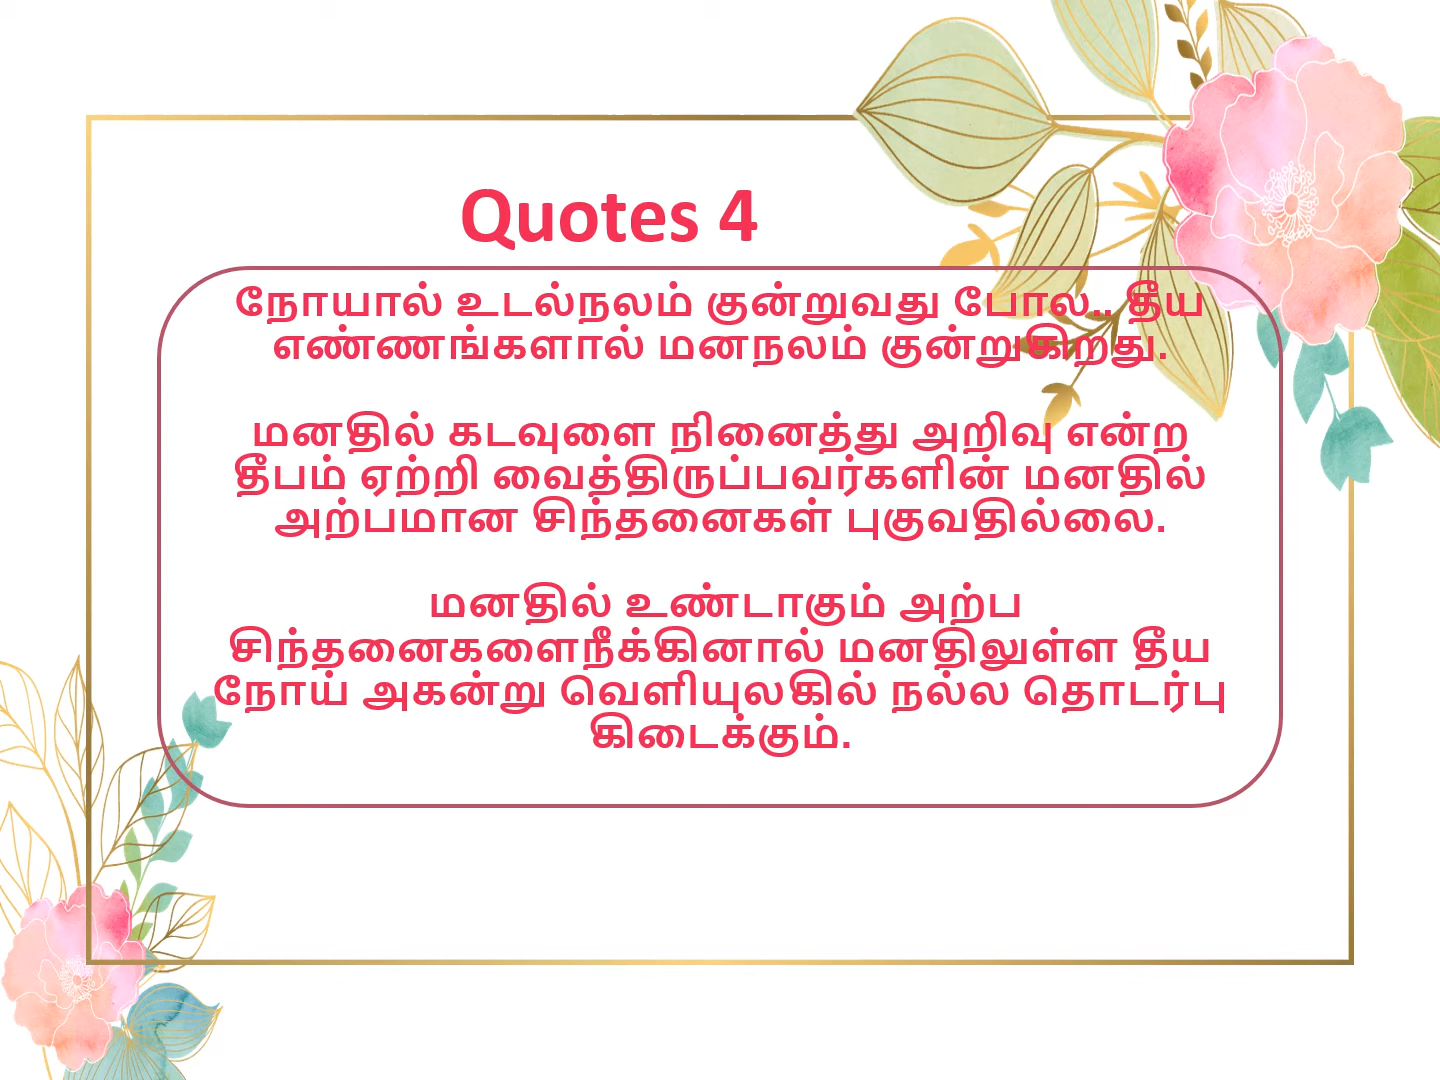 Quotes 4
நோயால் உடல்நலம் குன்றுவது போல.. தீய
எண்ணங்களால் மனநலம் குன்றுகிறது.
மனதில் கடவுளை நினைத்து அறிவு என்ற
தீபம் ஏற்றி வைத்திருப்பவர்களின் மனதில்
அற்பமான சிந்தனைகள் புகுவதில்லை.
மனதில் உண்டாகும் அற்ப
சிந்தனைகளைநீக்கினால் மனதிலுள்ள தீய
நோய் அகன்று வெளியுலகில் நல்ல தொடர்பு
கிடைக்கும்.